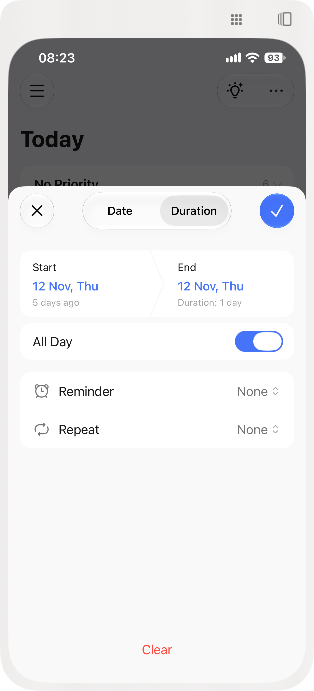 08:23
93
Today
No Priority
Date
Duration
Start
End
12 Nov, Thu
12 Nov, Thu
5 days ago
Duration: 1 day
All Day
Reminder
None
Repeat
None
Clear